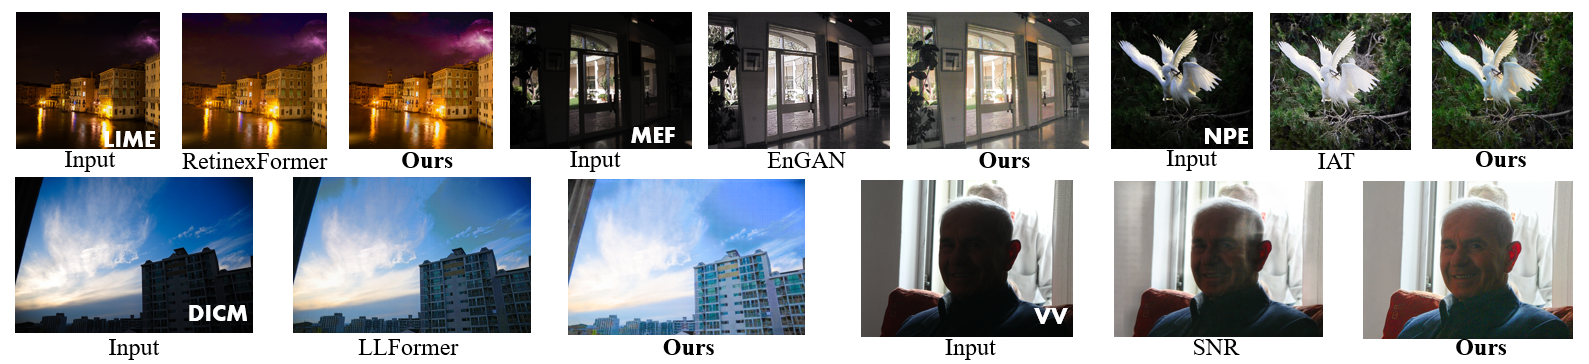 LIME MEF NPE
Input RetinexFormer Ours Input EnGAN Ours Input IAT Ours
DICM VV
Input LLFormer Ours Input SNR Ours